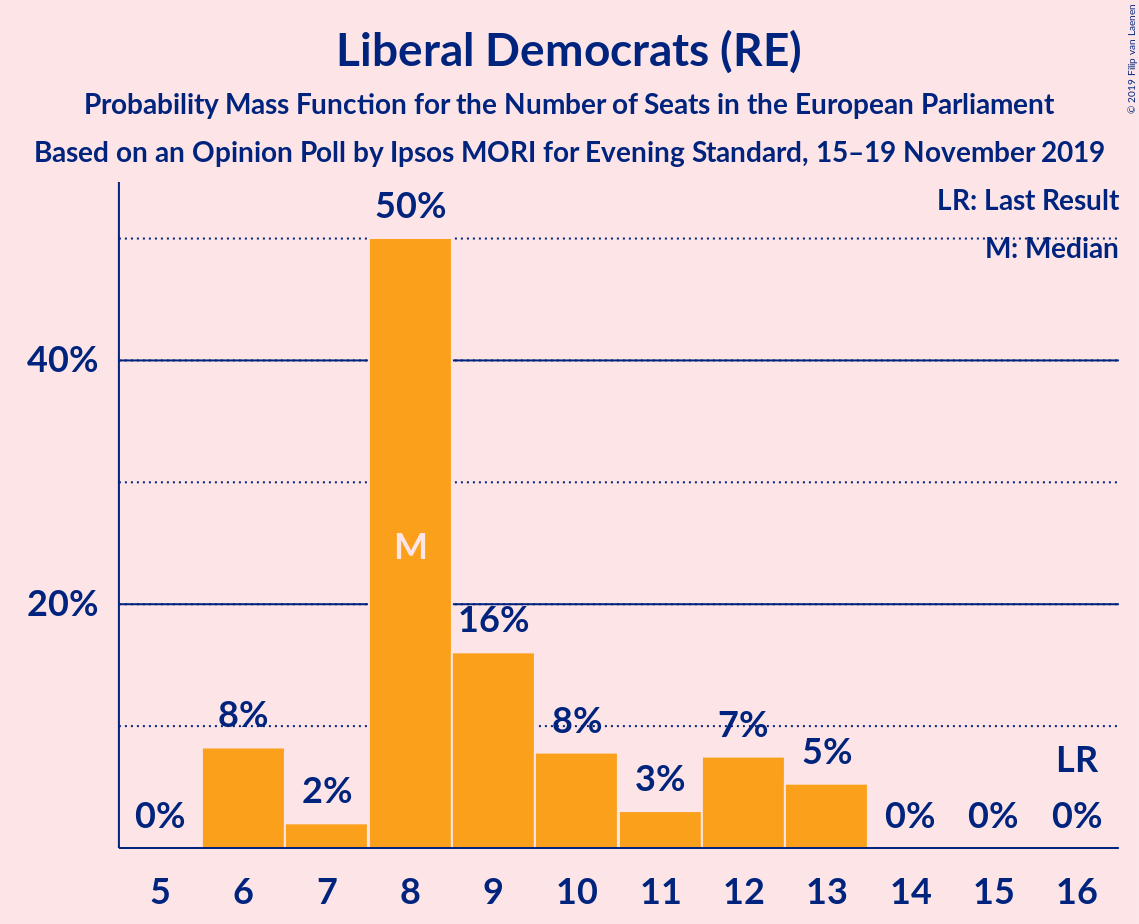 Liberal Democrats (RE)
Probability Mass Function for the Number of Seats in the European Parliament
Based on an Opinion Poll by Ipsos MORI for Evening Standard, 15–19 November 2019
© 2019 Filip van Laenen
LR: Last Result
M: Median
40%
20%
0%
8%
2%
50%
M
16%
8%
3%
7%
5%
0%
0%
LR
0%
5 6 7 8 9 10 11 12 13 14 15 16